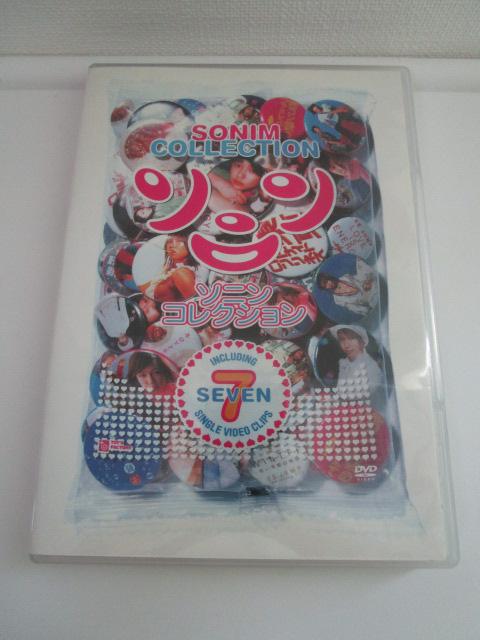 SONIM
COLLECTION
ソニン
ソニン
コレクション
INCLUDING
7
SEVEN
SINGLE VIDEO CLIPS
DVD
VIDEO